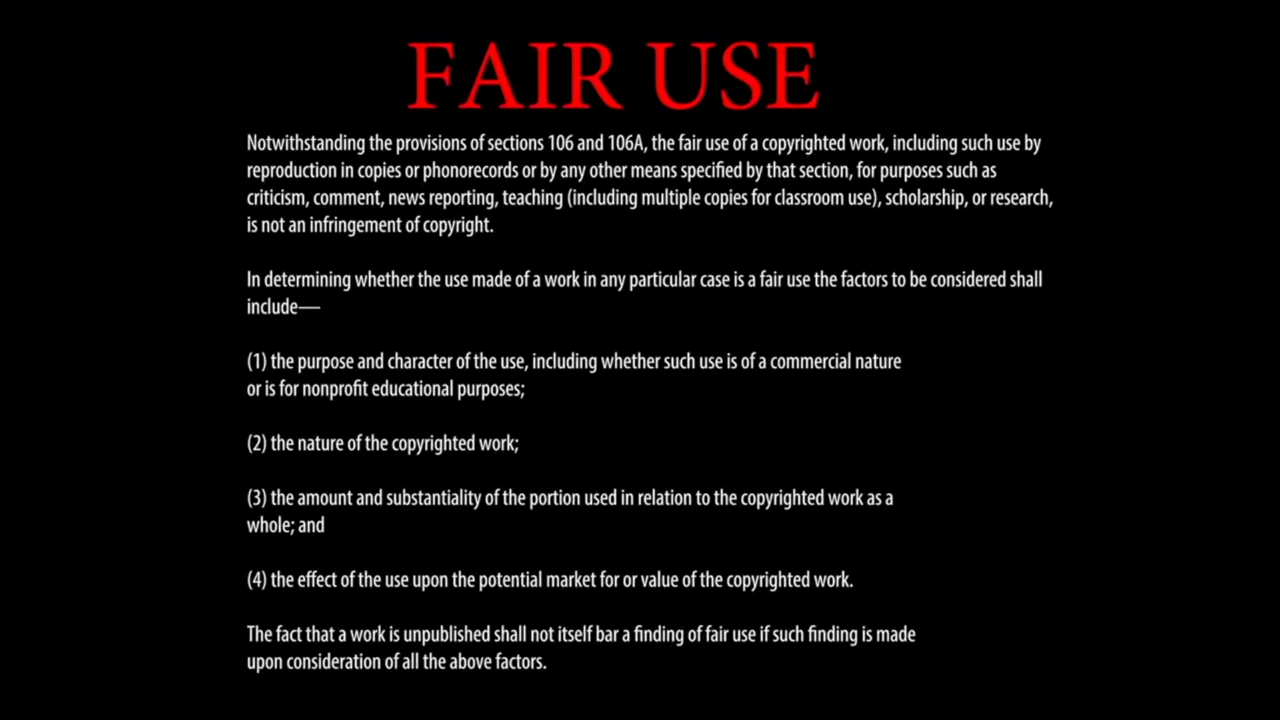 FAIR USE
Notwithstanding the provisions of sections 106 and 106A, the fair use of a copyrighted work, including such use by
reproduction in copies or phonorecords or by any other means specified by that section, for purposes such as
criticism, comment, news reporting, teaching (including multiple copies for classroom use), scholarship, or research,
is not an infringement of copyright.
In determining whether the use made of a work in any particular case is a fair use the factors to be considered shall
include—
(1) the purpose and character of the use, including whether such use is of a commercial nature
or is for nonprofit educational purposes;
(2) the nature of the copyrighted work;
(3) the amount and substantiality of the portion used in relation to the copyrighted work as a
whole; and
(4) the effect of the use upon the potential market for or value of the copyrighted work.
The fact that a work is unpublished shall not itself bar a finding of fair use if such finding is made
upon consideration of all the above factors.